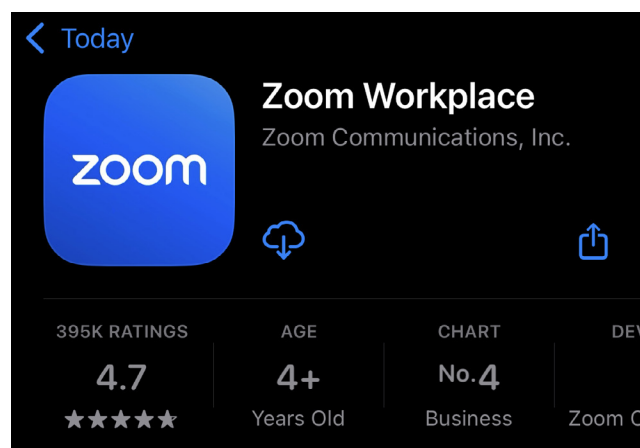 Today
zoom
Zoom Workplace
Zoom Communications, Inc.
395K RATINGS
AGE
CHART
4.7
4+
No.4
Years Old
Business
Zoom